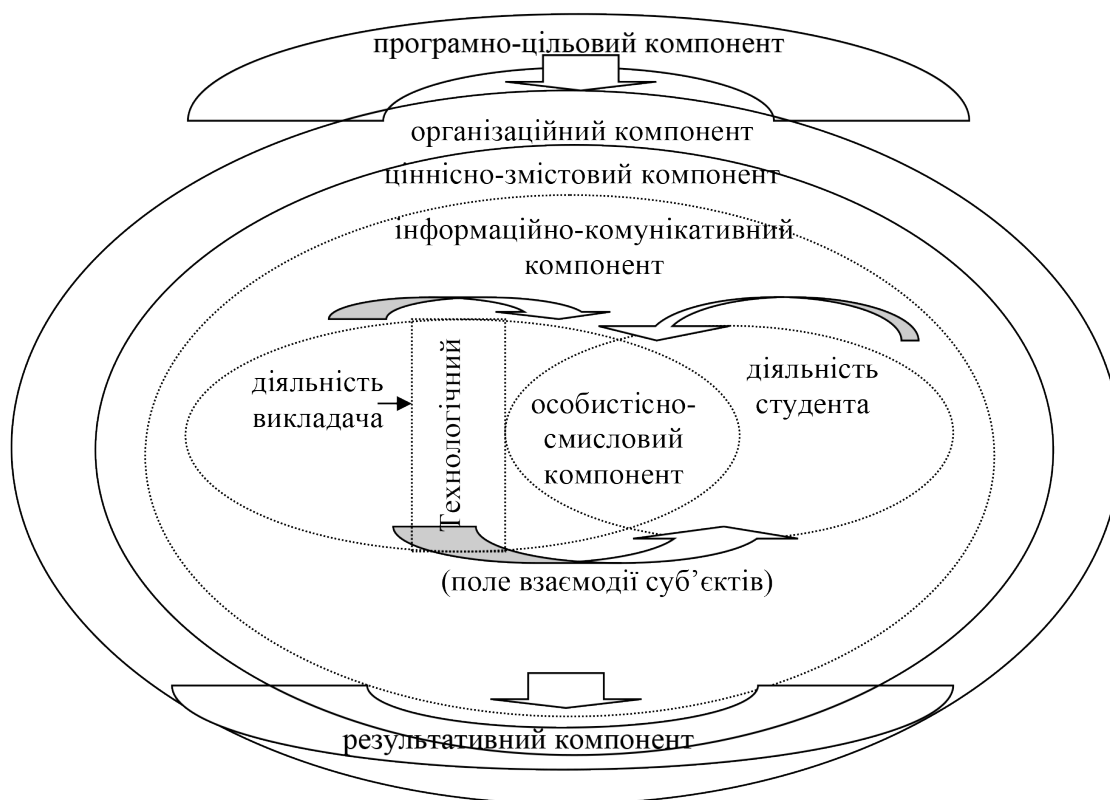 програмно-цільовий компонент
організаційний компонент
ціннісно-змістовий компонент
інформаційно-комунікативний
компонент
діяльність
викладача
Технологічний
особистісно-
смисловий
компонент
діяльність
студента
(поле взаємодії суб’єктів)
результативний компонент